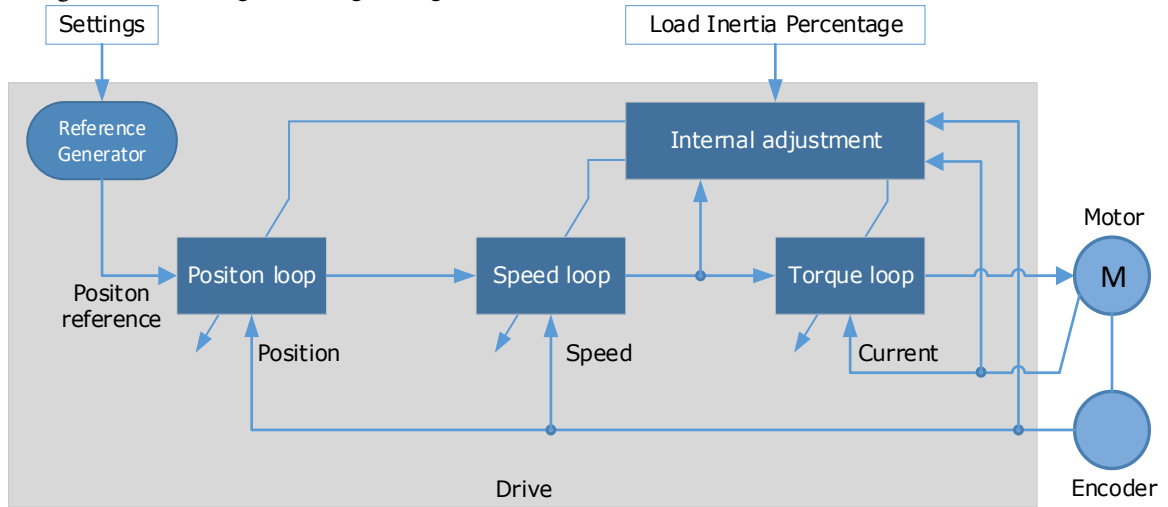 Settings
Load Inertia Percentage
Reference
Generator
Internal adjustment
Motor
Positon loop
Speed loop
Torque loop
M
Positon
reference
Position
Speed
Current
Drive
Encoder